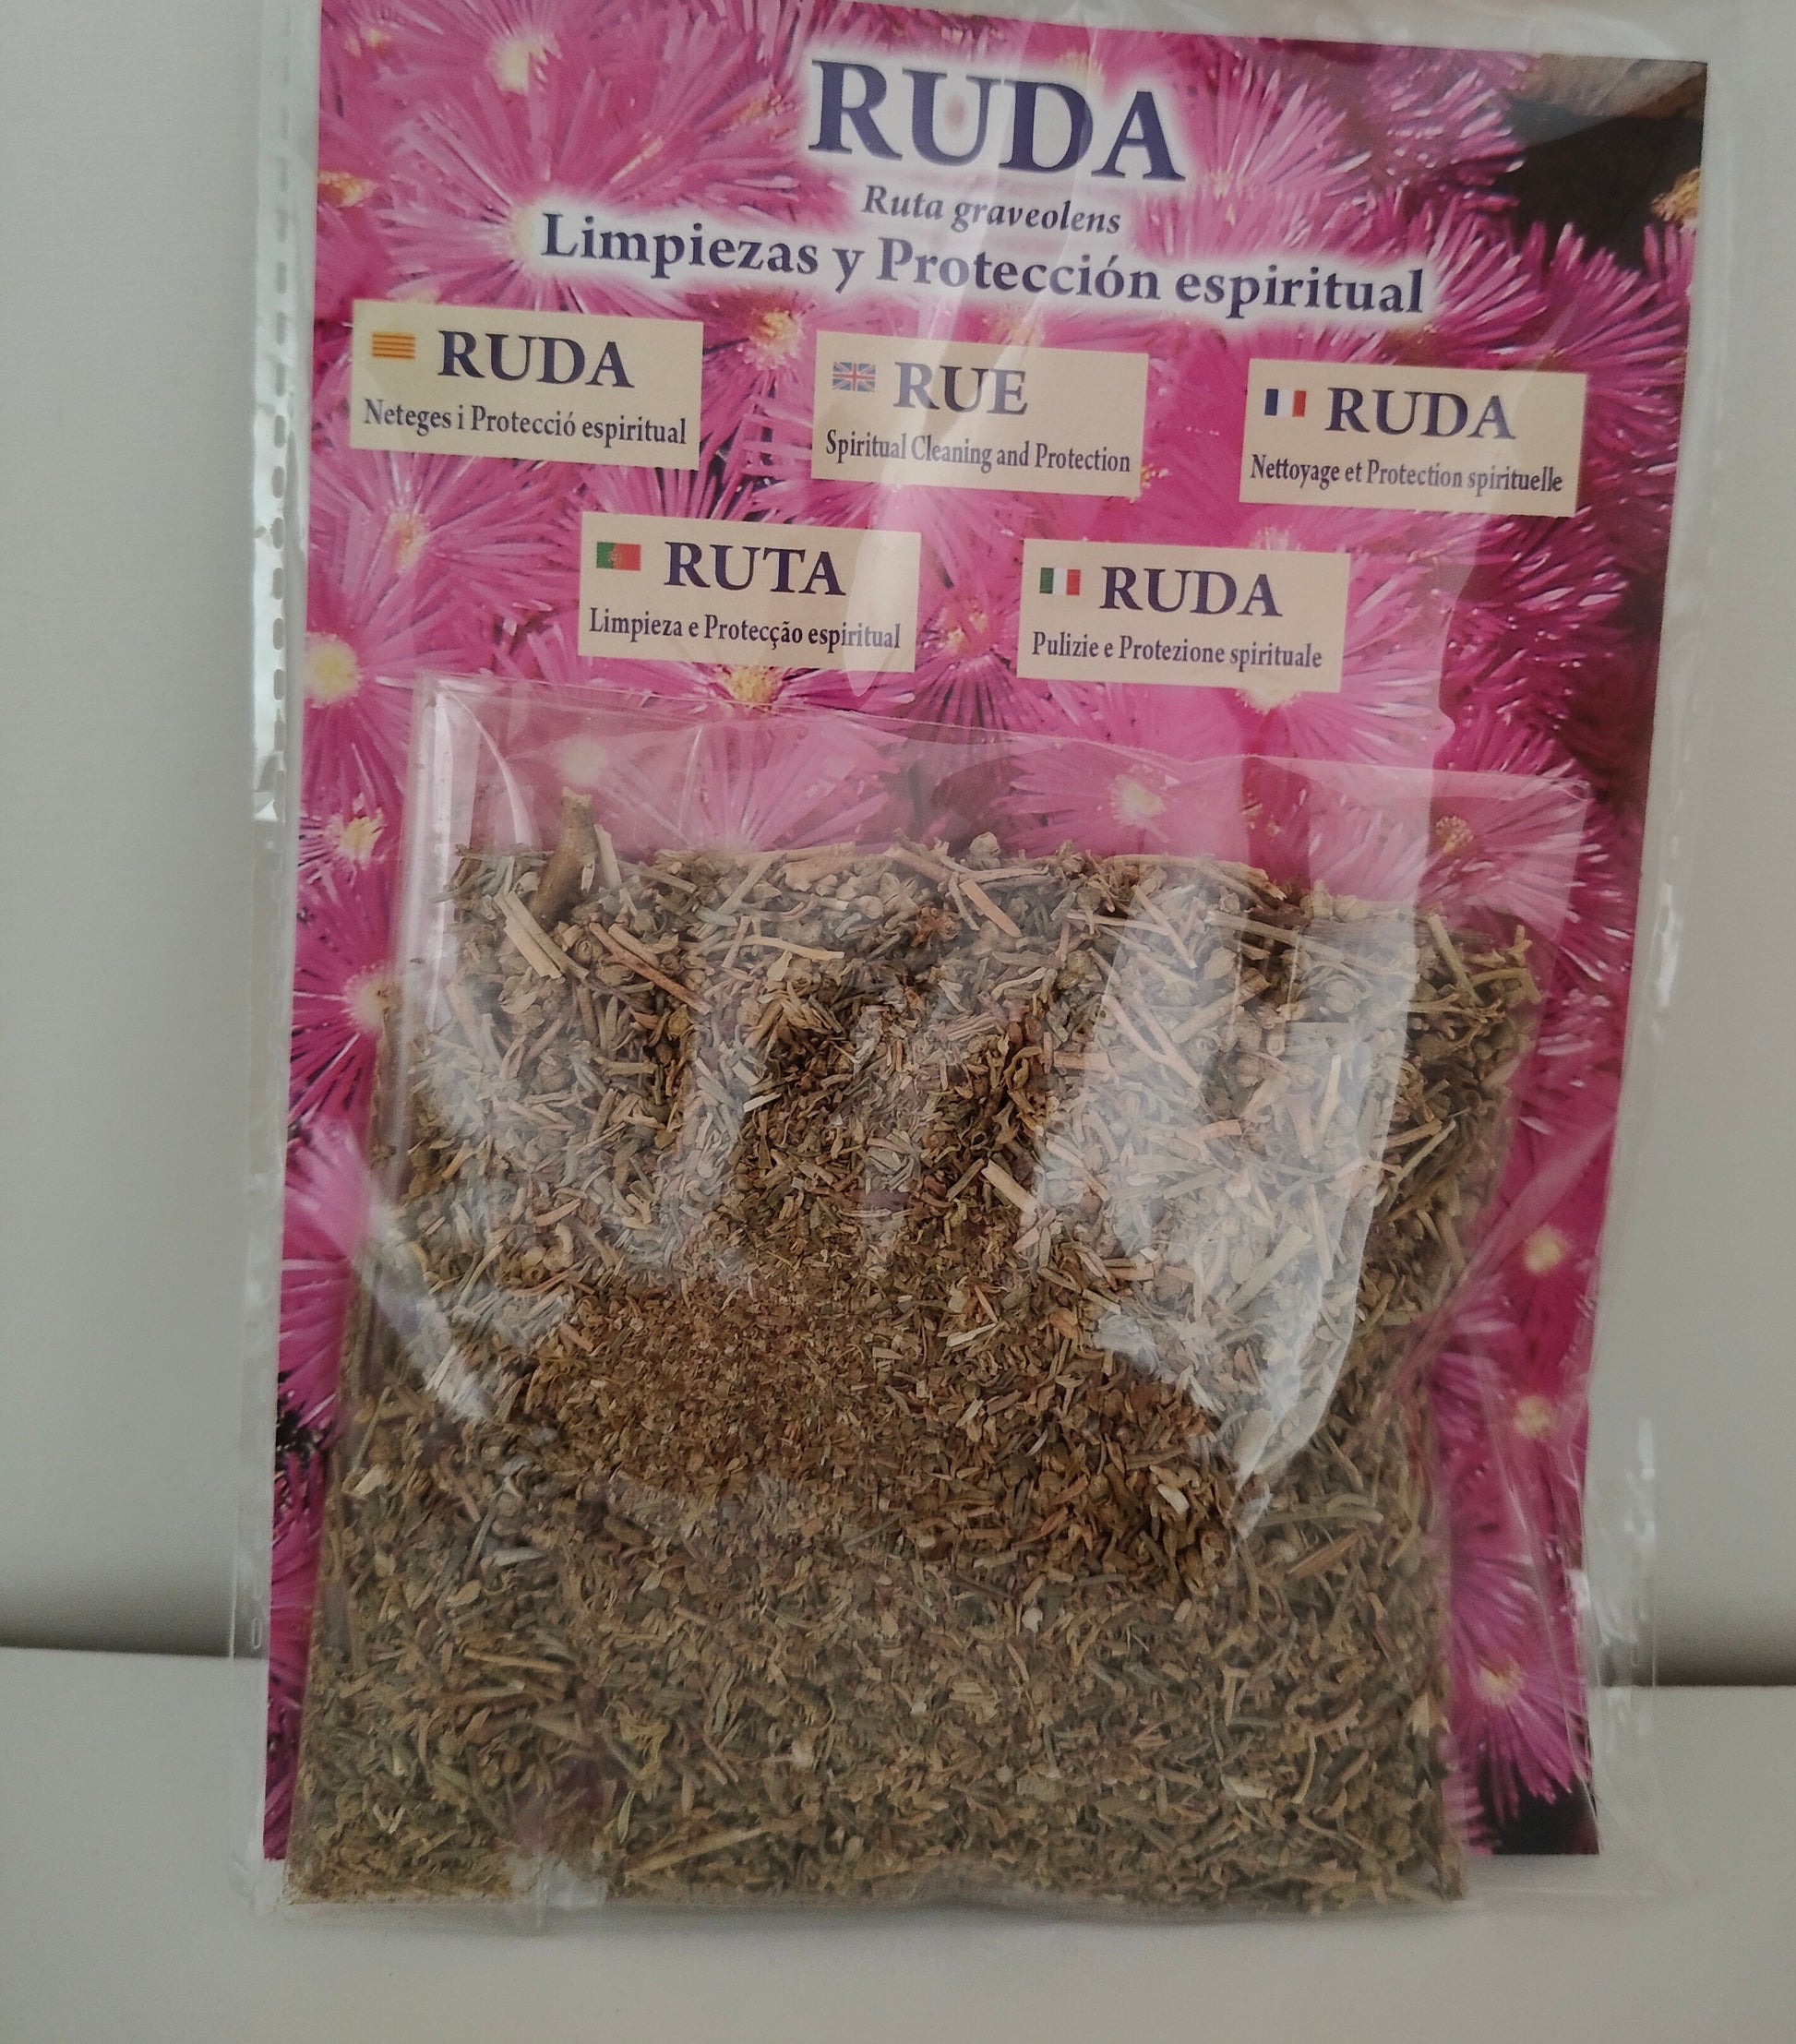 RUDA
Ruta graveolens
Limpiezas y Protección espiritual
RUDA
Neteges i Protecció espiritual
RUE
Spiritual Cleaning and Protection
RUDA
Nettoyage et Protection spirituelle
RUTA
Limpieza e Protecção espiritual
RUDA
Pulizie e Protezione spirituale